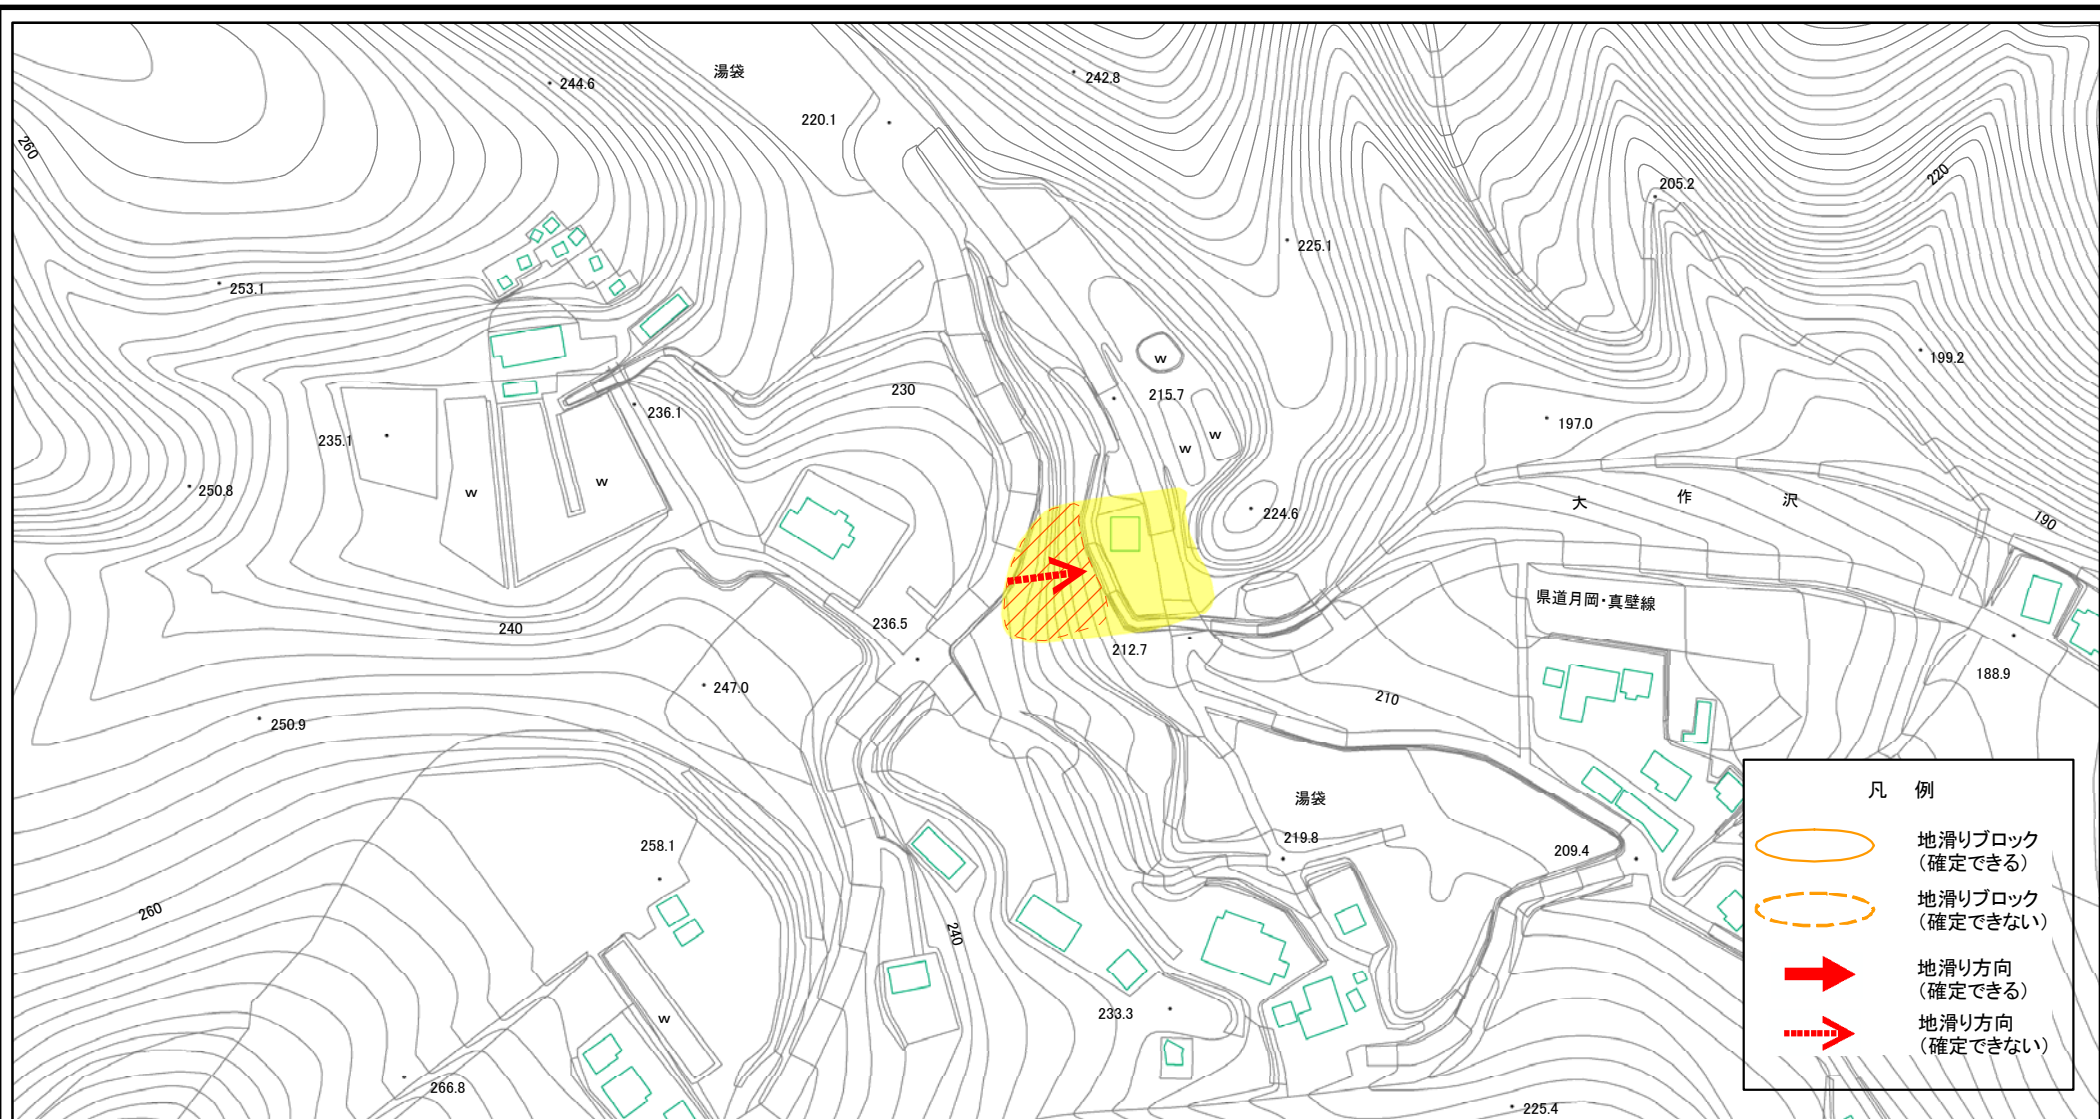 湯袋
244.6
242.8
220.1
260
205.2
220
225.1
253.1
199.2
w
230
215.7
236.1
197.0
235.1
w
w
250.8
w
w
大作沢
224.6
190
県道月岡・真壁線
240
236.5
212.7
188.9
247.0
210
250.9
凡 例
湯袋
219.8
209.4
258.1
地滑りブロック
（確定できる）
地滑りブロック
（確定できない）
260
240
地滑り方向
（確定できる）
233.3
w
地滑り方向
（確定できない）
266.8
225.4